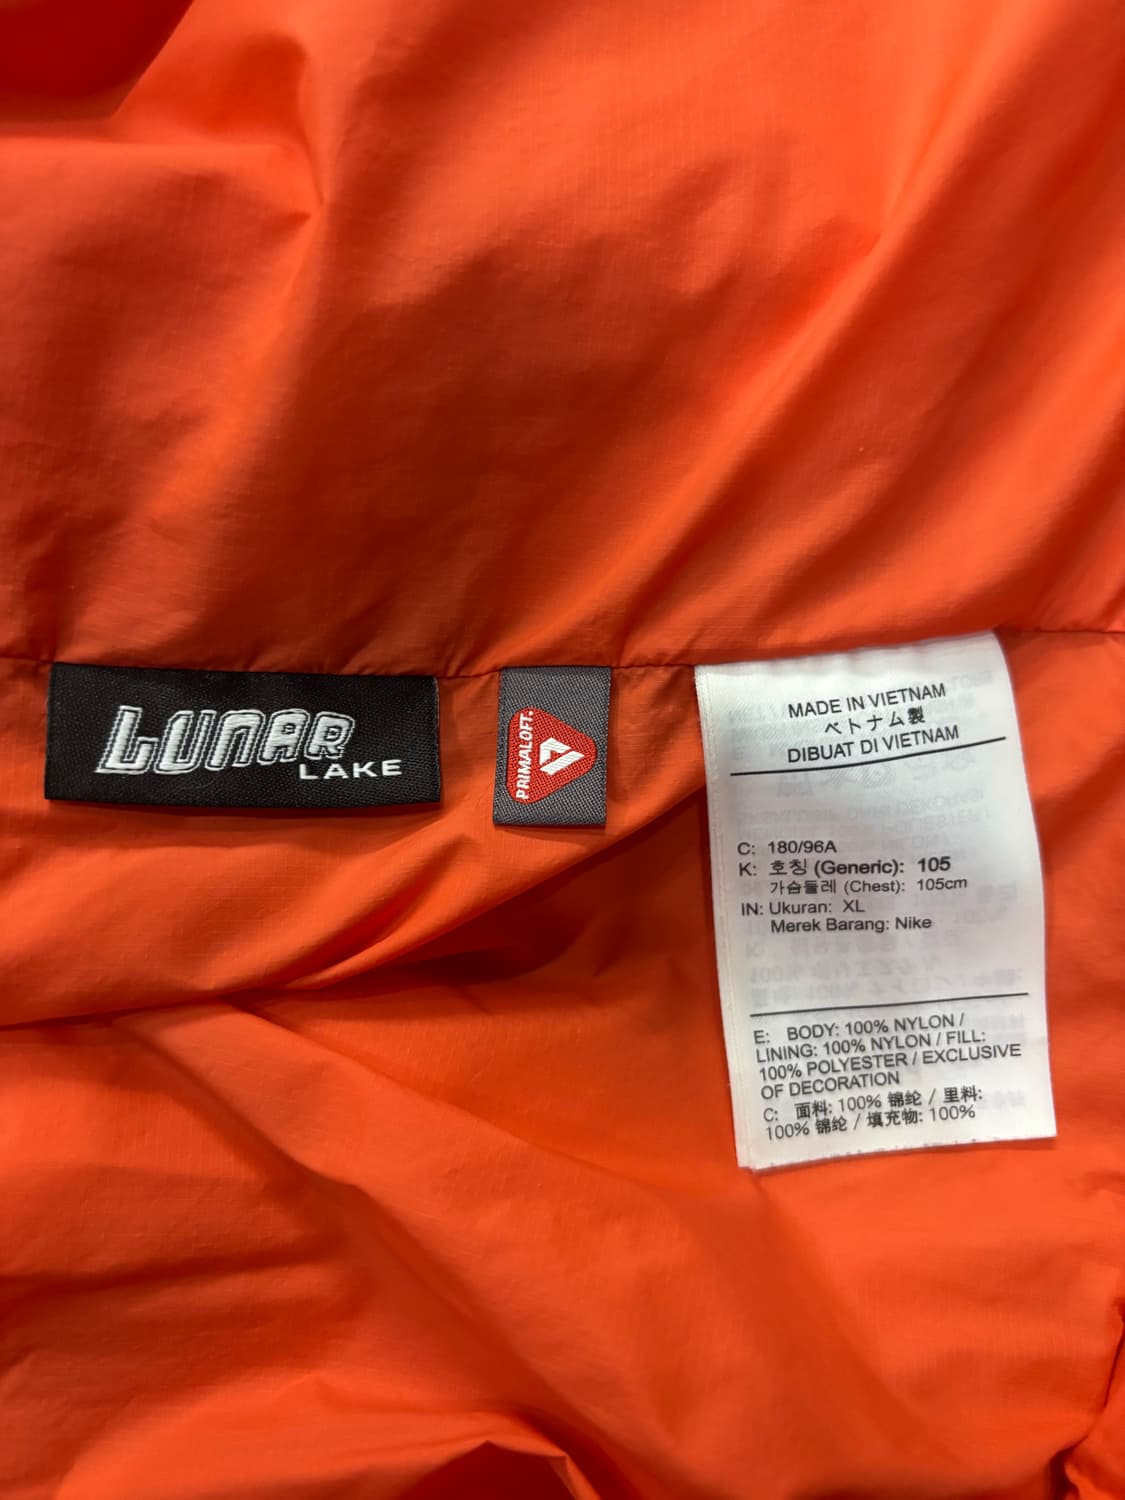 LUNAR
LAKE
PRIMALOFT.
MADE IN VIETNAM
ベトナム製
DIBUAT DI VIETNAM
C: 180/96A
K: 호칭 (Generic): 105
가슴둘레 (Chest): 105cm
IN: Ukuran: XL
Merek Barang: Nike
E: BODY: 100% NYLON /
LINING: 100% NYLON / FILL:
100% POLYESTER / EXCLUSIVE
OF DECORATION
C: 面料: 100% 锦纶 / 里料:
100% 锦纶 / 填充物: 100%